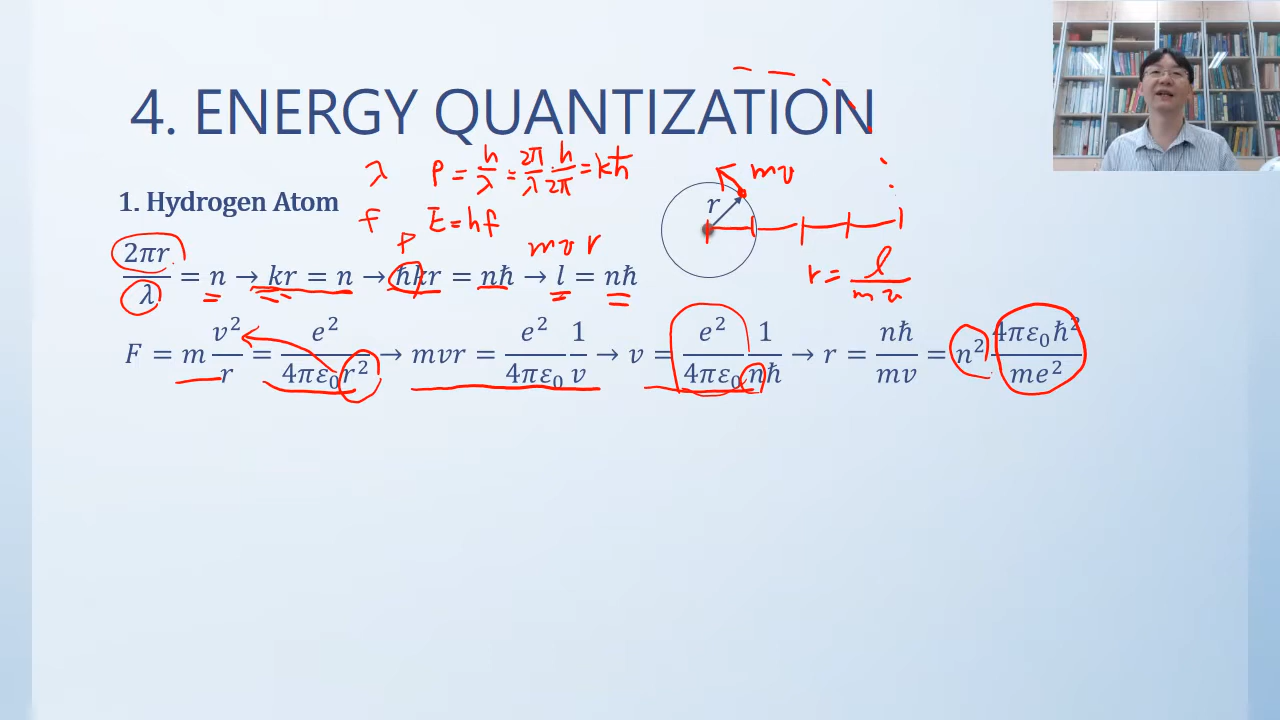 4. ENERGY QUANTIZATION
λ P = h/λ = 2π/λ · h/2π = kħ
mv
1. Hydrogen Atom
f E = hf
r
P mv r
2πr/λ = n → kr = n → ħkr = nħ → l = nħ
r = l/mv
F = m v²/r = e²/4πε₀r² → mvr = e²/4πε₀ 1/v → v = e²/4πε₀ 1/nħ → r = nħ/mv = n² 4πε₀ħ²/me²